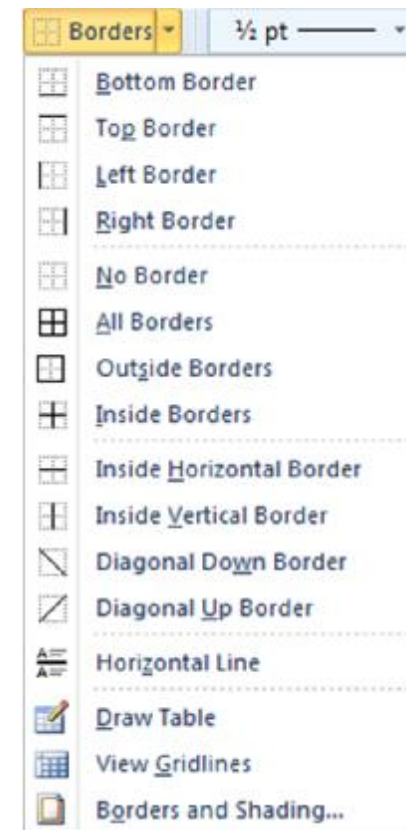 Borders ½ pt
Bottom Border
Top Border
Left Border
Right Border
No Border
All Borders
Outside Borders
Inside Borders
Inside Horizontal Border
Inside Vertical Border
Diagonal Down Border
Diagonal Up Border
Horizontal Line
Draw Table
View Gridlines
Borders and Shading...